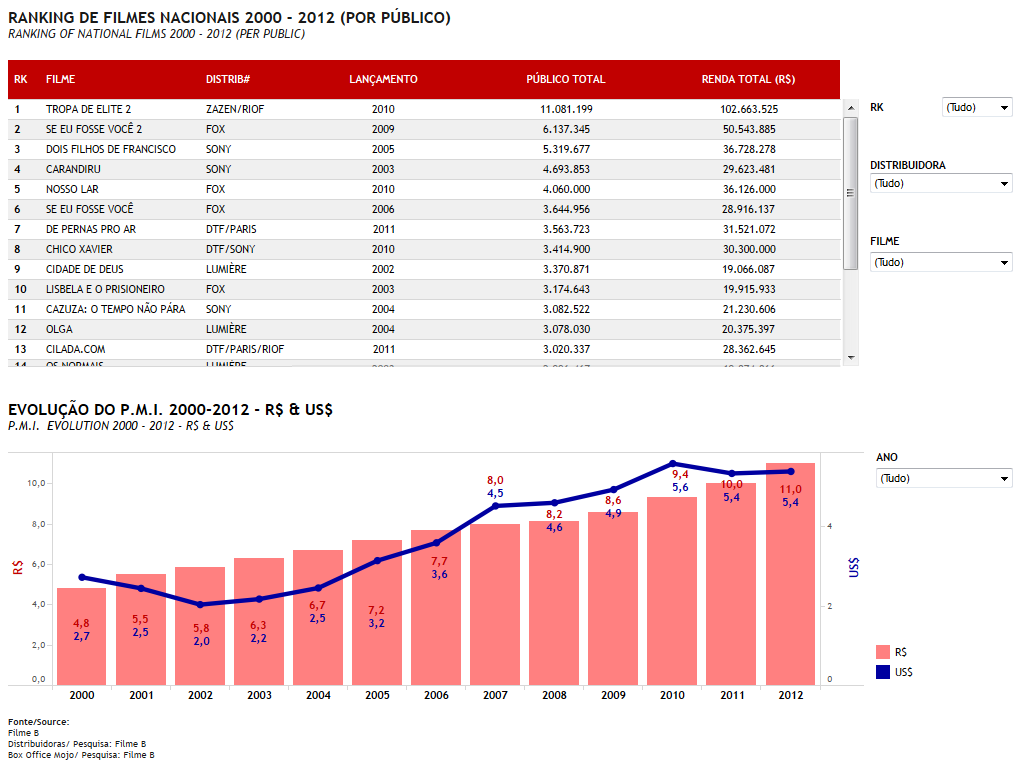 RANKING DE FILMES NACIONAIS 2000 - 2012 (POR PÚBLICO)
RANKING OF NATIONAL FILMS 2000 - 2012 (PER PUBLIC)
RK FILME DISTRIB# LANÇAMENTO PÚBLICO TOTAL RENDA TOTAL (R$)
1 TROPA DE ELITE 2 ZAZEN/RIOF 2010 11.081.199 102.663.525
2 SE EU FOSSE VOCÊ 2 FOX 2009 6.137.345 50.543.885
3 DOIS FILHOS DE FRANCISCO SONY 2005 5.319.677 36.728.278
4 CARANDIRU SONY 2003 4.693.853 29.623.481
5 NOSSO LAR FOX 2010 4.060.000 36.126.000
6 SE EU FOSSE VOCÊ FOX 2006 3.644.956 28.916.137
7 DE PERNAS PRO AR DTF/PARIS 2011 3.563.723 31.521.072
8 CHICO XAVIER DTF/SONY 2010 3.414.900 30.300.000
9 CIDADE DE DEUS LUMIÈRE 2002 3.370.871 19.066.087
10 LISBELA E O PRISIONEIRO FOX 2003 3.174.643 19.915.933
11 CAZUZA: O TEMPO NÃO PÁRA SONY 2004 3.082.522 21.230.606
12 OLGA LUMIÈRE 2004 3.078.030 20.375.397
13 CILADA.COM DTF/PARIS/RIOF 2011 3.020.337 28.362.645
14 OS NORMAIS LUMIÈRE
RK (Tudo)
DISTRIBUIDORA
(Tudo)
FILME
(Tudo)
EVOLUÇÃO DO P.M.I. 2000-2012 - R$ & US$
P.M.I. EVOLUTION 2000 - 2012 - R$ & US$
ANO
(Tudo)
R$
10,0
8,0
6,0
4,0
2,0
0,0
4,8 5,5 5,8 6,3 6,7 7,2 7,7 8,0 8,2 8,6 9,4 10,0 11,0
2,7 2,5 2,0 2,2 2,5 3,2 3,6 4,5 4,6 4,9 5,6 5,4 5,4
US$
4
2
0
2000 2001 2002 2003 2004 2005 2006 2007 2008 2009 2010 2011 2012
R$
US$
Fonte/Source:
Filme B
Distribuidoras/ Pesquisa: Filme B
Box Office Mojo/ Pesquisa: Filme B